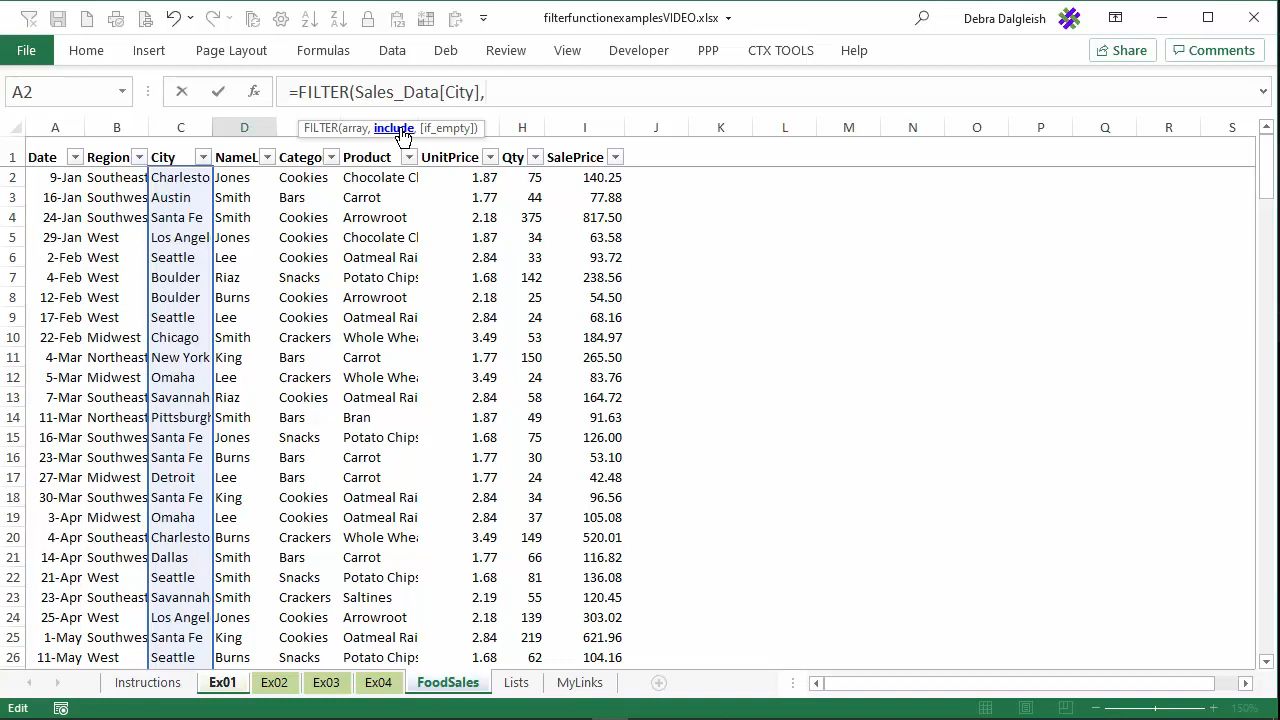 filterfunctionexamplesVIDEO.xlsx
Debra Dalgleish
File Home Insert Page Layout Formulas Data Deb Review View Developer PPP CTX TOOLS Help Share Comments
A2 fx =FILTER(Sales_Data[City],
FILTER(array, include, [if_empty])
A B C D H I J K L M N O P Q R S
1 Date Region City NameL Catego Product UnitPrice Qty SalePrice
2 9-Jan Southeast Charlesto Jones Cookies Chocolate Cl 1.87 75 140.25
3 16-Jan Southwes Austin Smith Bars Carrot 1.77 44 77.88
4 24-Jan Southwes Santa Fe Smith Cookies Arrowroot 2.18 375 817.50
5 29-Jan West Los Angel Jones Cookies Chocolate Cl 1.87 34 63.58
6 2-Feb West Seattle Lee Cookies Oatmeal Rai 2.84 33 93.72
7 4-Feb West Boulder Riaz Snacks Potato Chips 1.68 142 238.56
8 12-Feb West Boulder Burns Cookies Arrowroot 2.18 25 54.50
9 17-Feb West Seattle Lee Cookies Oatmeal Rai 2.84 24 68.16
10 22-Feb Midwest Chicago Smith Crackers Whole Whea 3.49 53 184.97
11 4-Mar Northeast New York King Bars Carrot 1.77 150 265.50
12 5-Mar Midwest Omaha Lee Crackers Whole Whea 3.49 24 83.76
13 7-Mar Southeast Savannah Riaz Cookies Oatmeal Rai 2.84 58 164.72
14 11-Mar Northeast Pittsburgh Smith Bars Bran 1.87 49 91.63
15 16-Mar Southwes Santa Fe Jones Snacks Potato Chips 1.68 75 126.00
16 23-Mar Southwes Santa Fe Burns Bars Carrot 1.77 30 53.10
17 27-Mar Midwest Detroit Lee Bars Carrot 1.77 24 42.48
18 30-Mar Southwes Santa Fe King Cookies Oatmeal Rai 2.84 34 96.56
19 3-Apr Midwest Omaha Lee Cookies Oatmeal Rai 2.84 37 105.08
20 4-Apr Southeast Charlesto Burns Crackers Whole Whea 3.49 149 520.01
21 14-Apr Southwes Dallas Smith Bars Carrot 1.77 66 116.82
22 21-Apr West Seattle Smith Snacks Potato Chips 1.68 81 136.08
23 23-Apr Southeast Savannah Smith Crackers Saltines 2.19 55 120.45
24 25-Apr West Los Angel Jones Cookies Arrowroot 2.18 139 303.02
25 1-May Southwes Santa Fe King Cookies Oatmeal Rai 2.84 219 621.96
26 11-May West Seattle Burns Snacks Potato Chips 1.68 62 104.16
Instructions Ex01 Ex02 Ex03 Ex04 FoodSales Lists MyLinks
Edit 150%